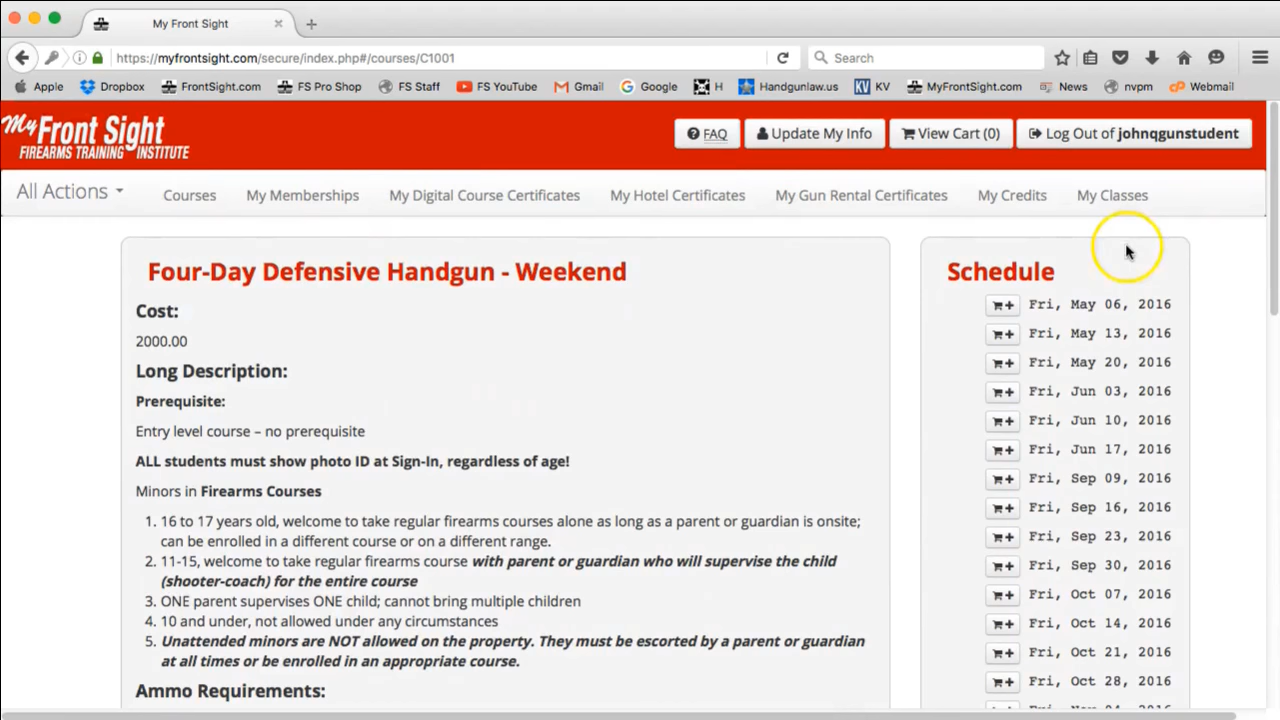 My Front Sight
https://myfrontsight.com/secure/index.php#/courses/C1001
Search
Apple Dropbox FrontSight.com FS Pro Shop FS Staff FS YouTube Gmail Google H Handgunlaw.us KV KV MyFrontSight.com News nvpm Webmail
My Front Sight
FIREARMS TRAINING INSTITUTE
FAQ Update My Info View Cart (0) Log Out of johnqgunstudent
All Actions Courses My Memberships My Digital Course Certificates My Hotel Certificates My Gun Rental Certificates My Credits My Classes
Four-Day Defensive Handgun - Weekend
Cost:
2000.00
Long Description:
Prerequisite:
Entry level course – no prerequisite
ALL students must show photo ID at Sign-In, regardless of age!
Minors in Firearms Courses
1. 16 to 17 years old, welcome to take regular firearms courses alone as long as a parent or guardian is onsite;
can be enrolled in a different course or on a different range.
2. 11-15, welcome to take regular firearms course with parent or guardian who will supervise the child
(shooter-coach) for the entire course
3. ONE parent supervises ONE child; cannot bring multiple children
4. 10 and under, not allowed under any circumstances
5. Unattended minors are NOT allowed on the property. They must be escorted by a parent or guardian
at all times or be enrolled in an appropriate course.
Ammo Requirements:
Schedule
Fri, May 06, 2016
Fri, May 13, 2016
Fri, May 20, 2016
Fri, Jun 03, 2016
Fri, Jun 10, 2016
Fri, Jun 17, 2016
Fri, Sep 09, 2016
Fri, Sep 16, 2016
Fri, Sep 23, 2016
Fri, Sep 30, 2016
Fri, Oct 07, 2016
Fri, Oct 14, 2016
Fri, Oct 21, 2016
Fri, Oct 28, 2016